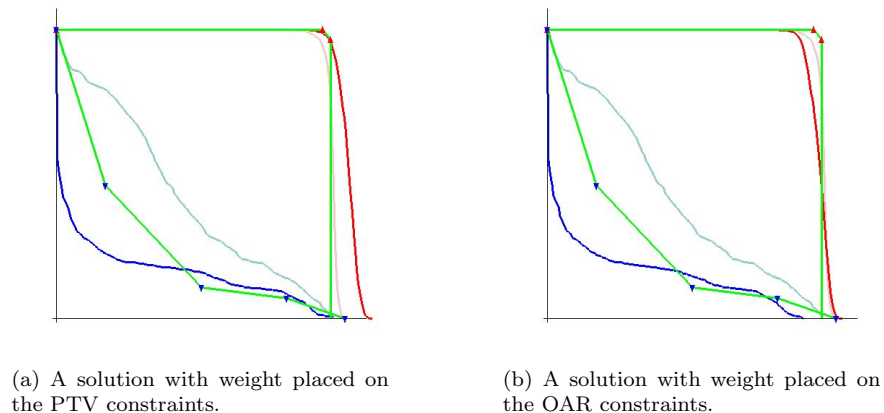 (a) A solution with weight placed on
the PTV constraints.
(b) A solution with weight placed on
the OAR constraints.